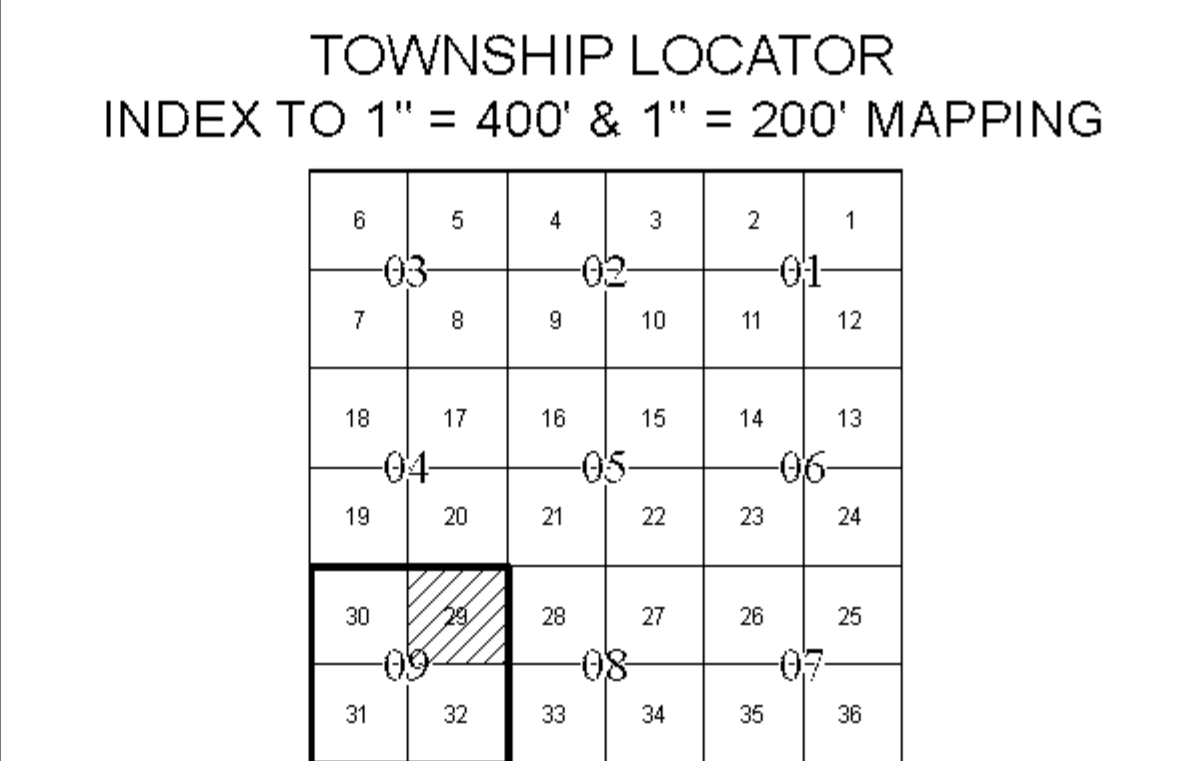 TOWNSHIP LOCATOR
INDEX TO 1" = 400' & 1" = 200' MAPPING
6 5 4 3 2 1
03 02 01
7 8 9 10 11 12
18 17 16 15 14 13
04 05 06
19 20 21 22 23 24
30 29 28 27 26 25
09 08 07
31 32 33 34 35 36